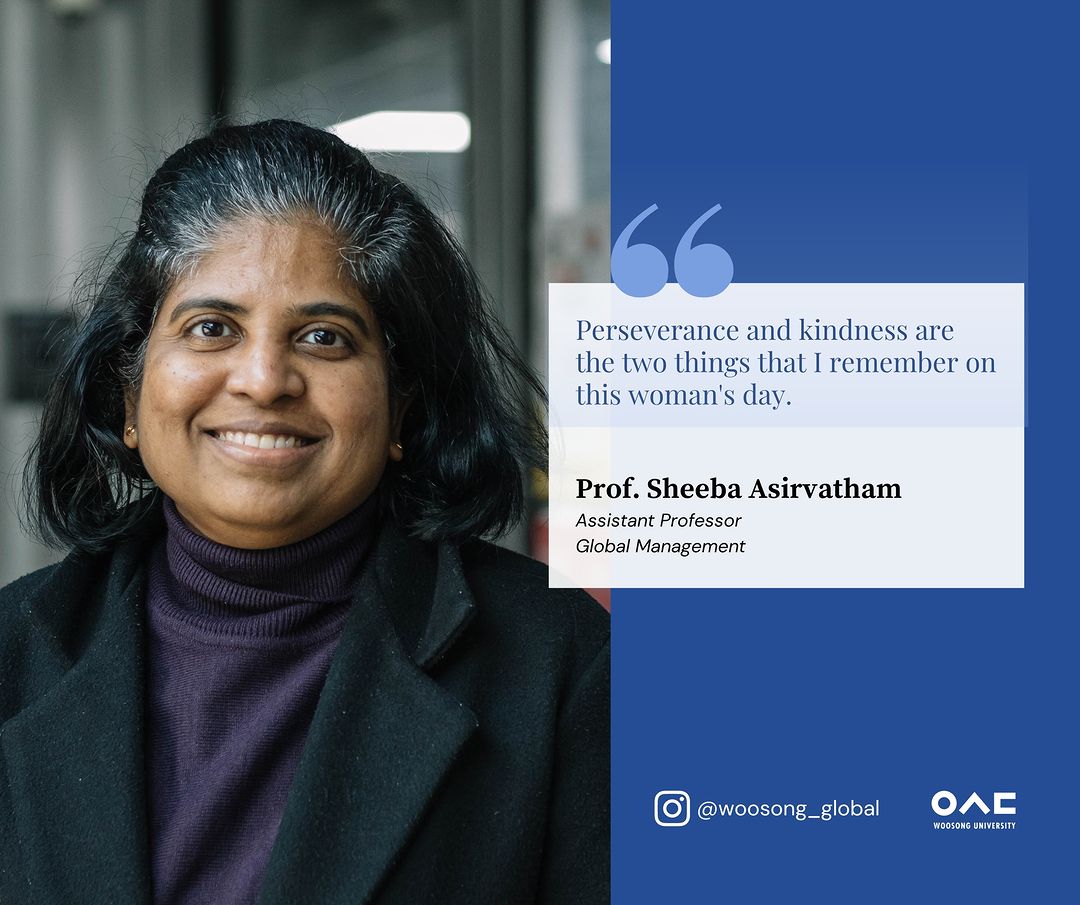 Perseverance and kindness are
the two things that I remember on
this woman's day.
Prof. Sheeba Asirvatham
Assistant Professor
Global Management
@woosong_global
WOOSONG UNIVERSITY